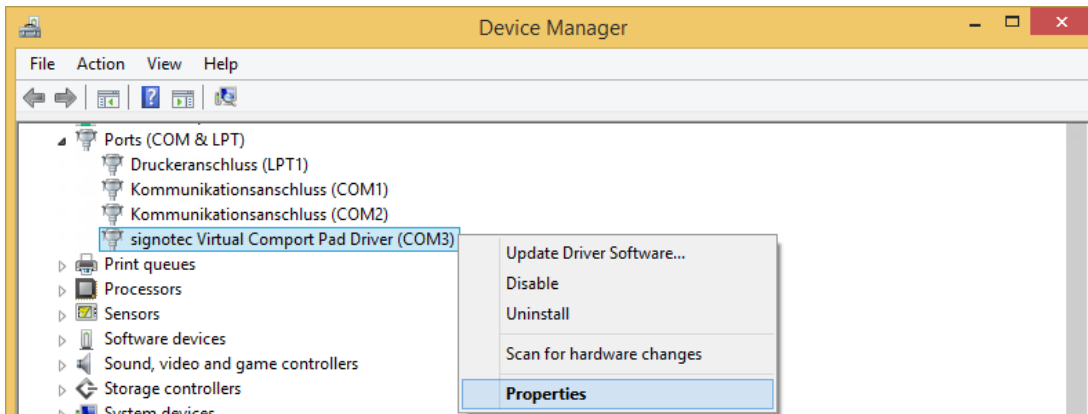 Device Manager
File Action View Help
Ports (COM & LPT)
Druckeranschluss (LPT1)
Kommunikationsanschluss (COM1)
Kommunikationsanschluss (COM2)
signotec Virtual Comport Pad Driver (COM3)
Print queues
Processors
Sensors
Software devices
Sound, video and game controllers
Storage controllers
System devices
Update Driver Software...
Disable
Uninstall
Scan for hardware changes
Properties